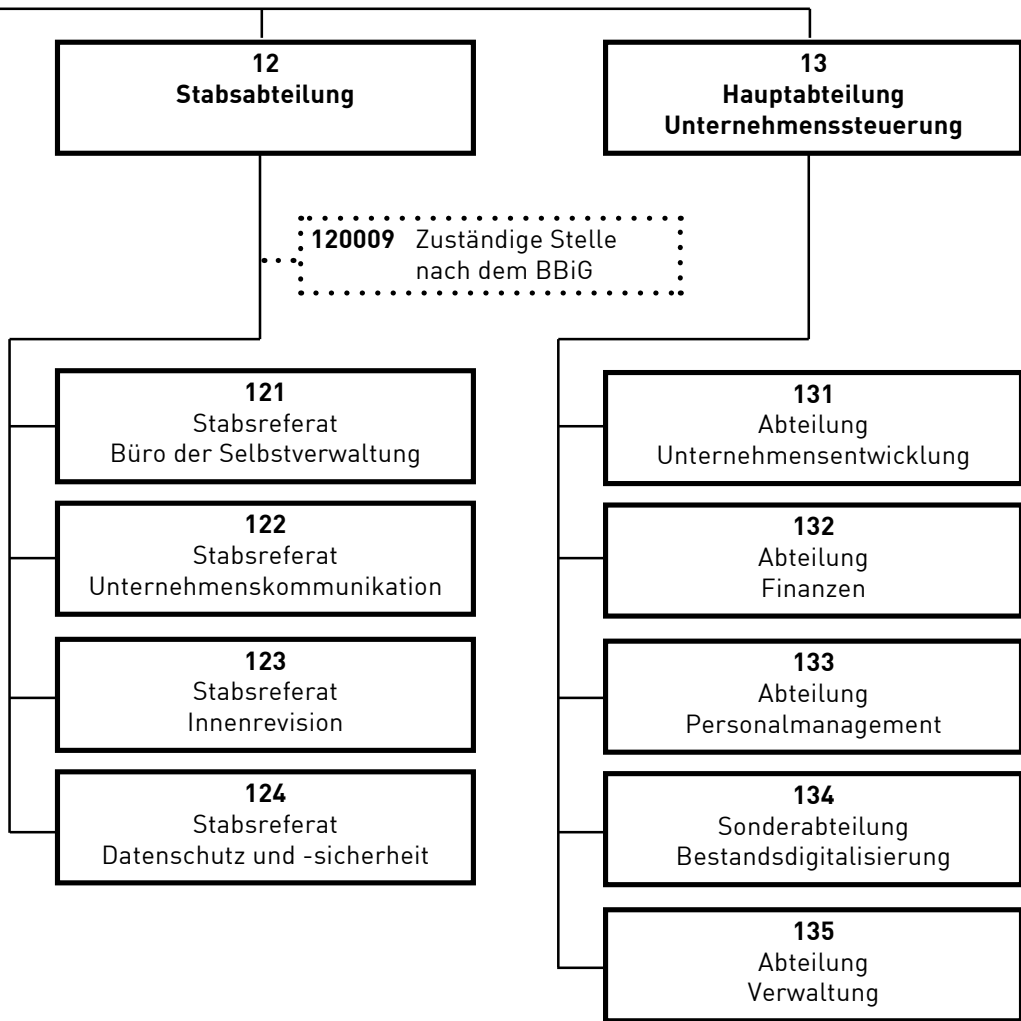 12
Stabsabteilung
120009 Zuständige Stelle
nach dem BBiG
121
Stabsreferat
Büro der Selbstverwaltung
122
Stabsreferat
Unternehmenskommunikation
123
Stabsreferat
Innenrevision
124
Stabsreferat
Datenschutz und -sicherheit
13
Hauptabteilung
Unternehmenssteuerung
131
Abteilung
Unternehmensentwicklung
132
Abteilung
Finanzen
133
Abteilung
Personalmanagement
134
Sonderabteilung
Bestandsdigitalisierung
135
Abteilung
Verwaltung